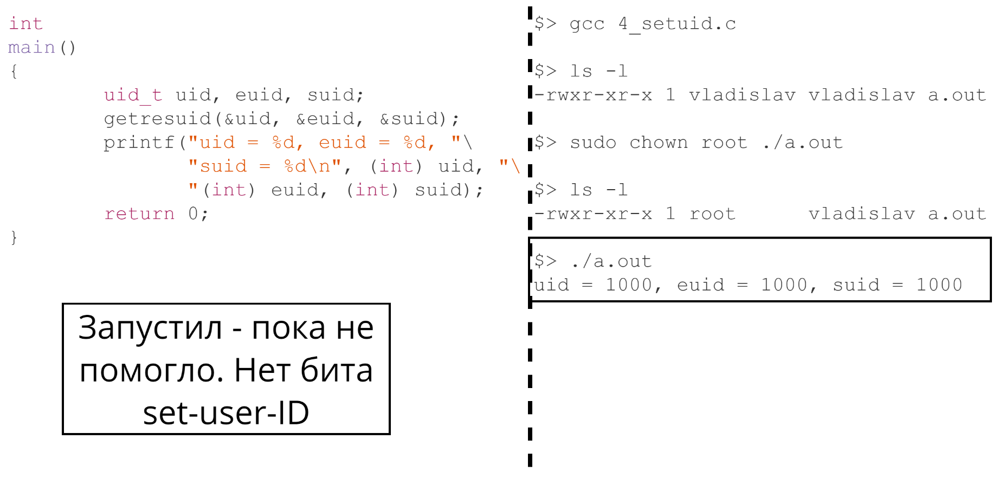 int
main()
{
        uid_t uid, euid, suid;
        getresuid(&uid, &euid, &suid);
        printf("uid = %d, euid = %d, "\
               "suid = %d\n", (int) uid, "\
               "(int) euid, (int) suid);
        return 0;
}
Запустил - пока не
помогло. Нет бита
set-user-ID
$> gcc 4_setuid.c
$> ls -l
-rwxr-xr-x 1 vladislav vladislav a.out
$> sudo chown root ./a.out
$> ls -l
-rwxr-xr-x 1 root      vladislav a.out
$> ./a.out
uid = 1000, euid = 1000, suid = 1000